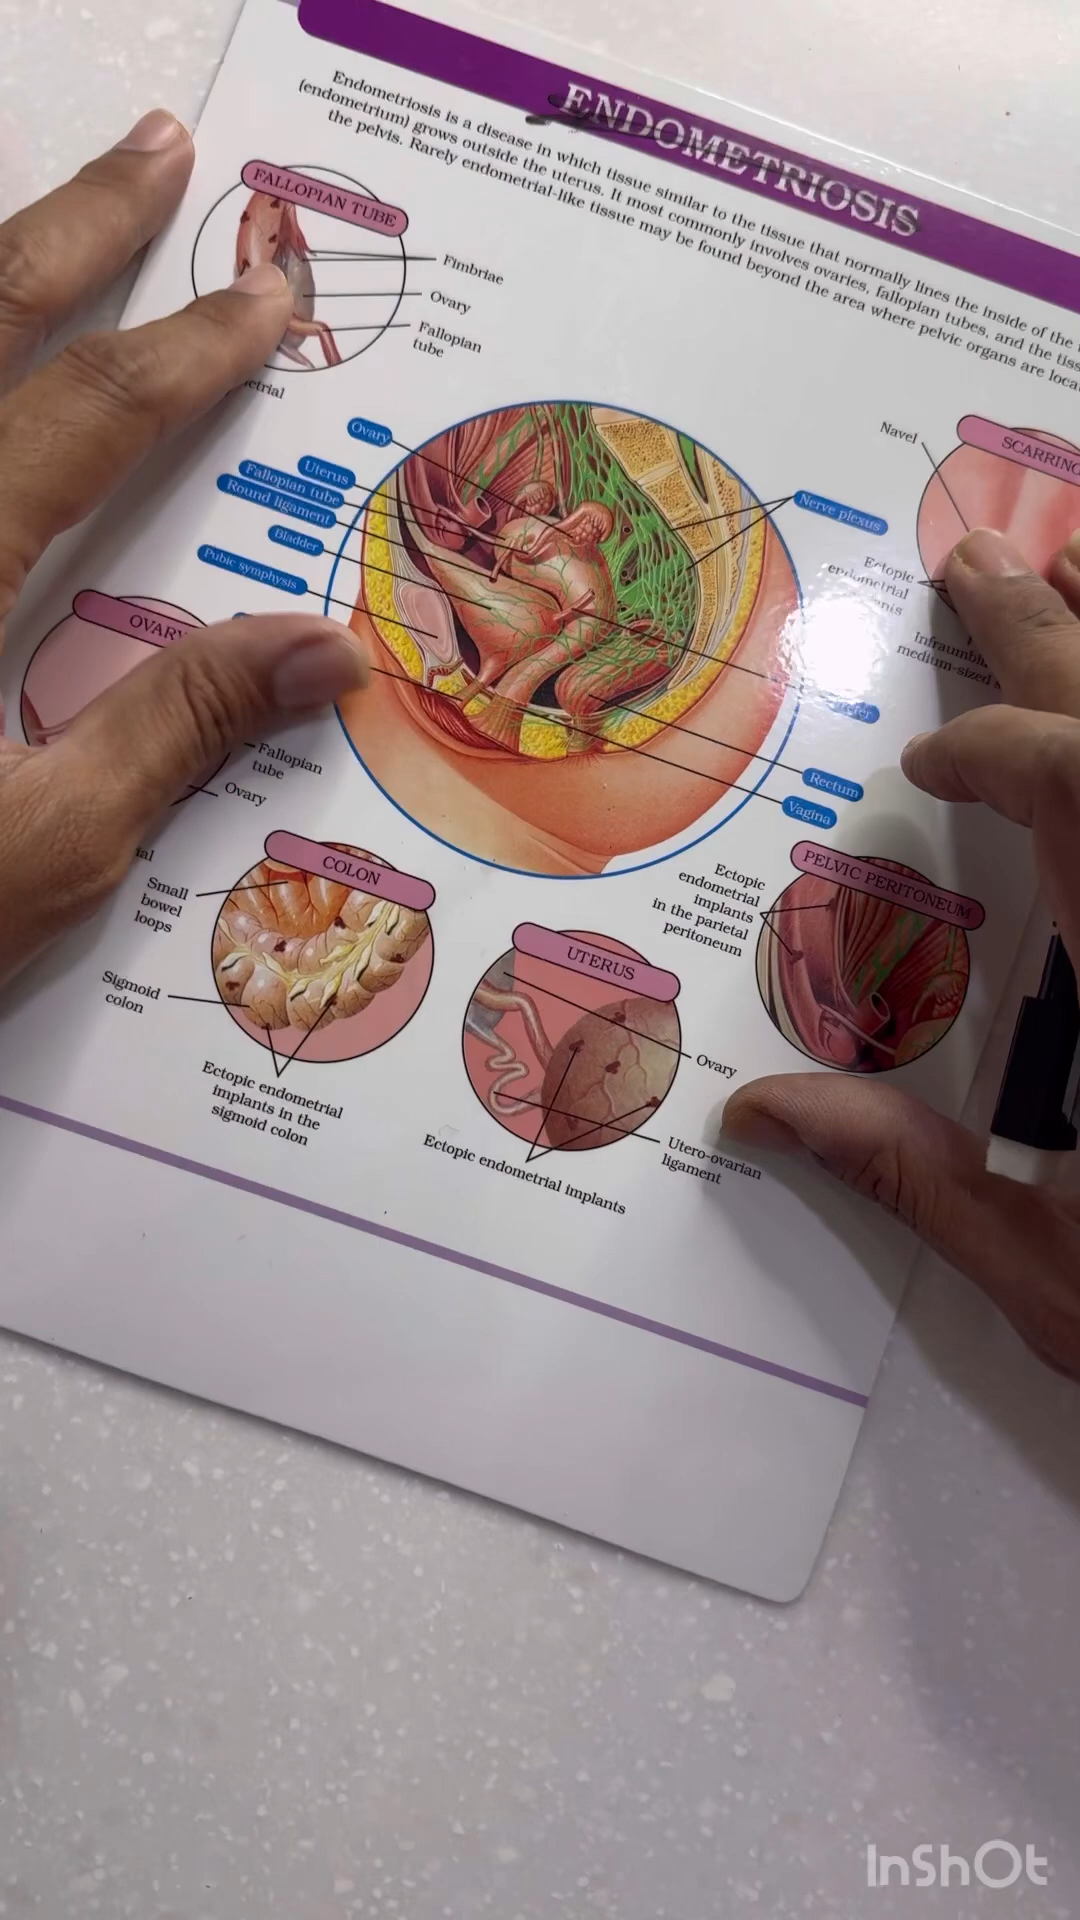 ENDOMETRIOSIS
Endometriosis is a disease in which tissue similar to the tissue that normally lines the inside of the
(endometrium) grows outside the uterus. It most commonly involves ovaries, fallopian tubes, and the
the pelvis. Rarely endometrial-like tissue may be found beyond the area where pelvic organs are
FALLOPIAN TUBE
Fimbriae
Ovary
Fallopian
tube
Navel
SCARRING
Ectopic
endometrial
Ovary
Uterus
Fallopian tube
Round ligament
Bladder
Pubic symphysis
Nerve plexus
Rectum
Vagina
medium-sized
OVARY
Fallopian
tube
Ovary
COLON
Small
bowel
loops
Sigmoid
colon
Ectopic endometrial
implants in the
sigmoid colon
UTERUS
Ovary
Utero-ovarian
ligament
Ectopic endometrial implants
PELVIC PERITONEUM
Ectopic
endometrial
implants
in the parietal
peritoneum
InShOt